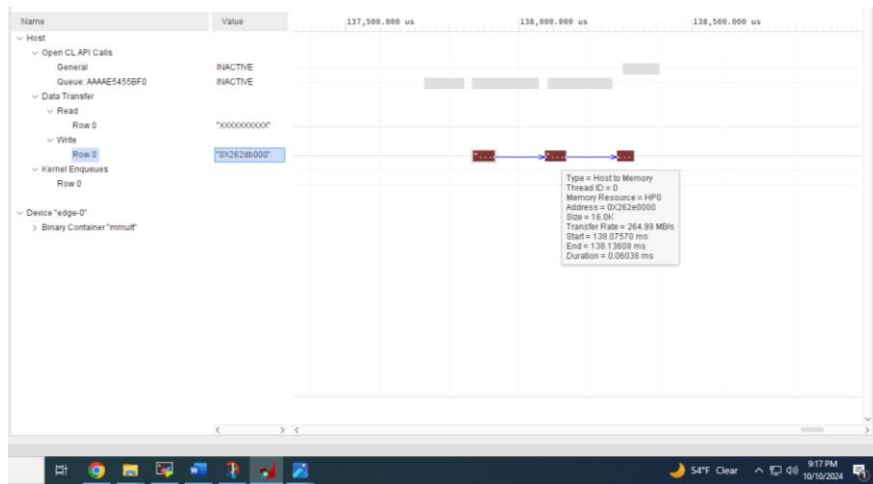 Name Value 137,500.000 us 138,000.000 us 138,500.000 us
Host
Open CL API Calls
General INACTIVE
Queue: AAAAE5455BF0 INACTIVE
Data Transfer
Read
Row 0 "XXXXXXXXXX"
Write
Row 0 "0X262db000"
Kernel Enqueues
Row 0
Device "edge-0"
Binary Container "mmult"
Type = Host to Memory
Thread ID = 0
Memory Resource = HP0
Address = 0X262e0000
Size = 16.0K
Transfer Rate = 264.99 MB/s
Start = 138.07570 ms
End = 138.13608 ms
Duration = 0.06038 ms
54°F Clear 9:17 PM
10/10/2024